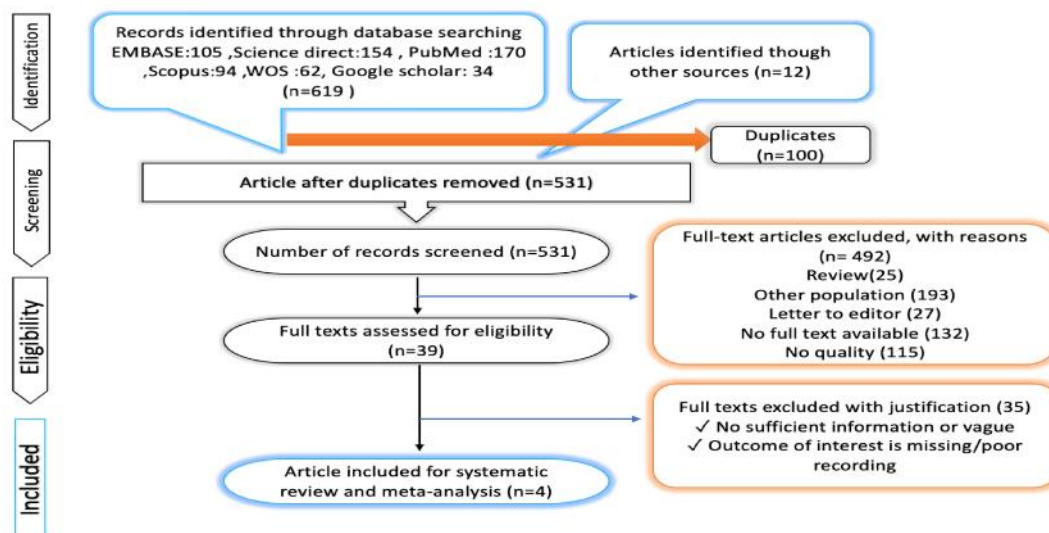 Identification
Records identified through database searching
EMBASE:105 ,Science direct:154 , PubMed :170
,Scopus:94 ,WOS :62, Google scholar: 34
(n=619 )
Articles identified though
other sources (n=12)
Duplicates
(n=100)
Screening
Article after duplicates removed (n=531)
Number of records screened (n=531)
Full-text articles excluded, with reasons
(n= 492)
Review(25)
Other population (193)
Letter to editor (27)
No full text available (132)
No quality (115)
Eligibility
Full texts assessed for eligibility
(n=39)
Full texts excluded with justification (35)
✓ No sufficient information or vague
✓ Outcome of interest is missing/poor
recording
Included
Article included for systematic
review and meta-analysis (n=4)